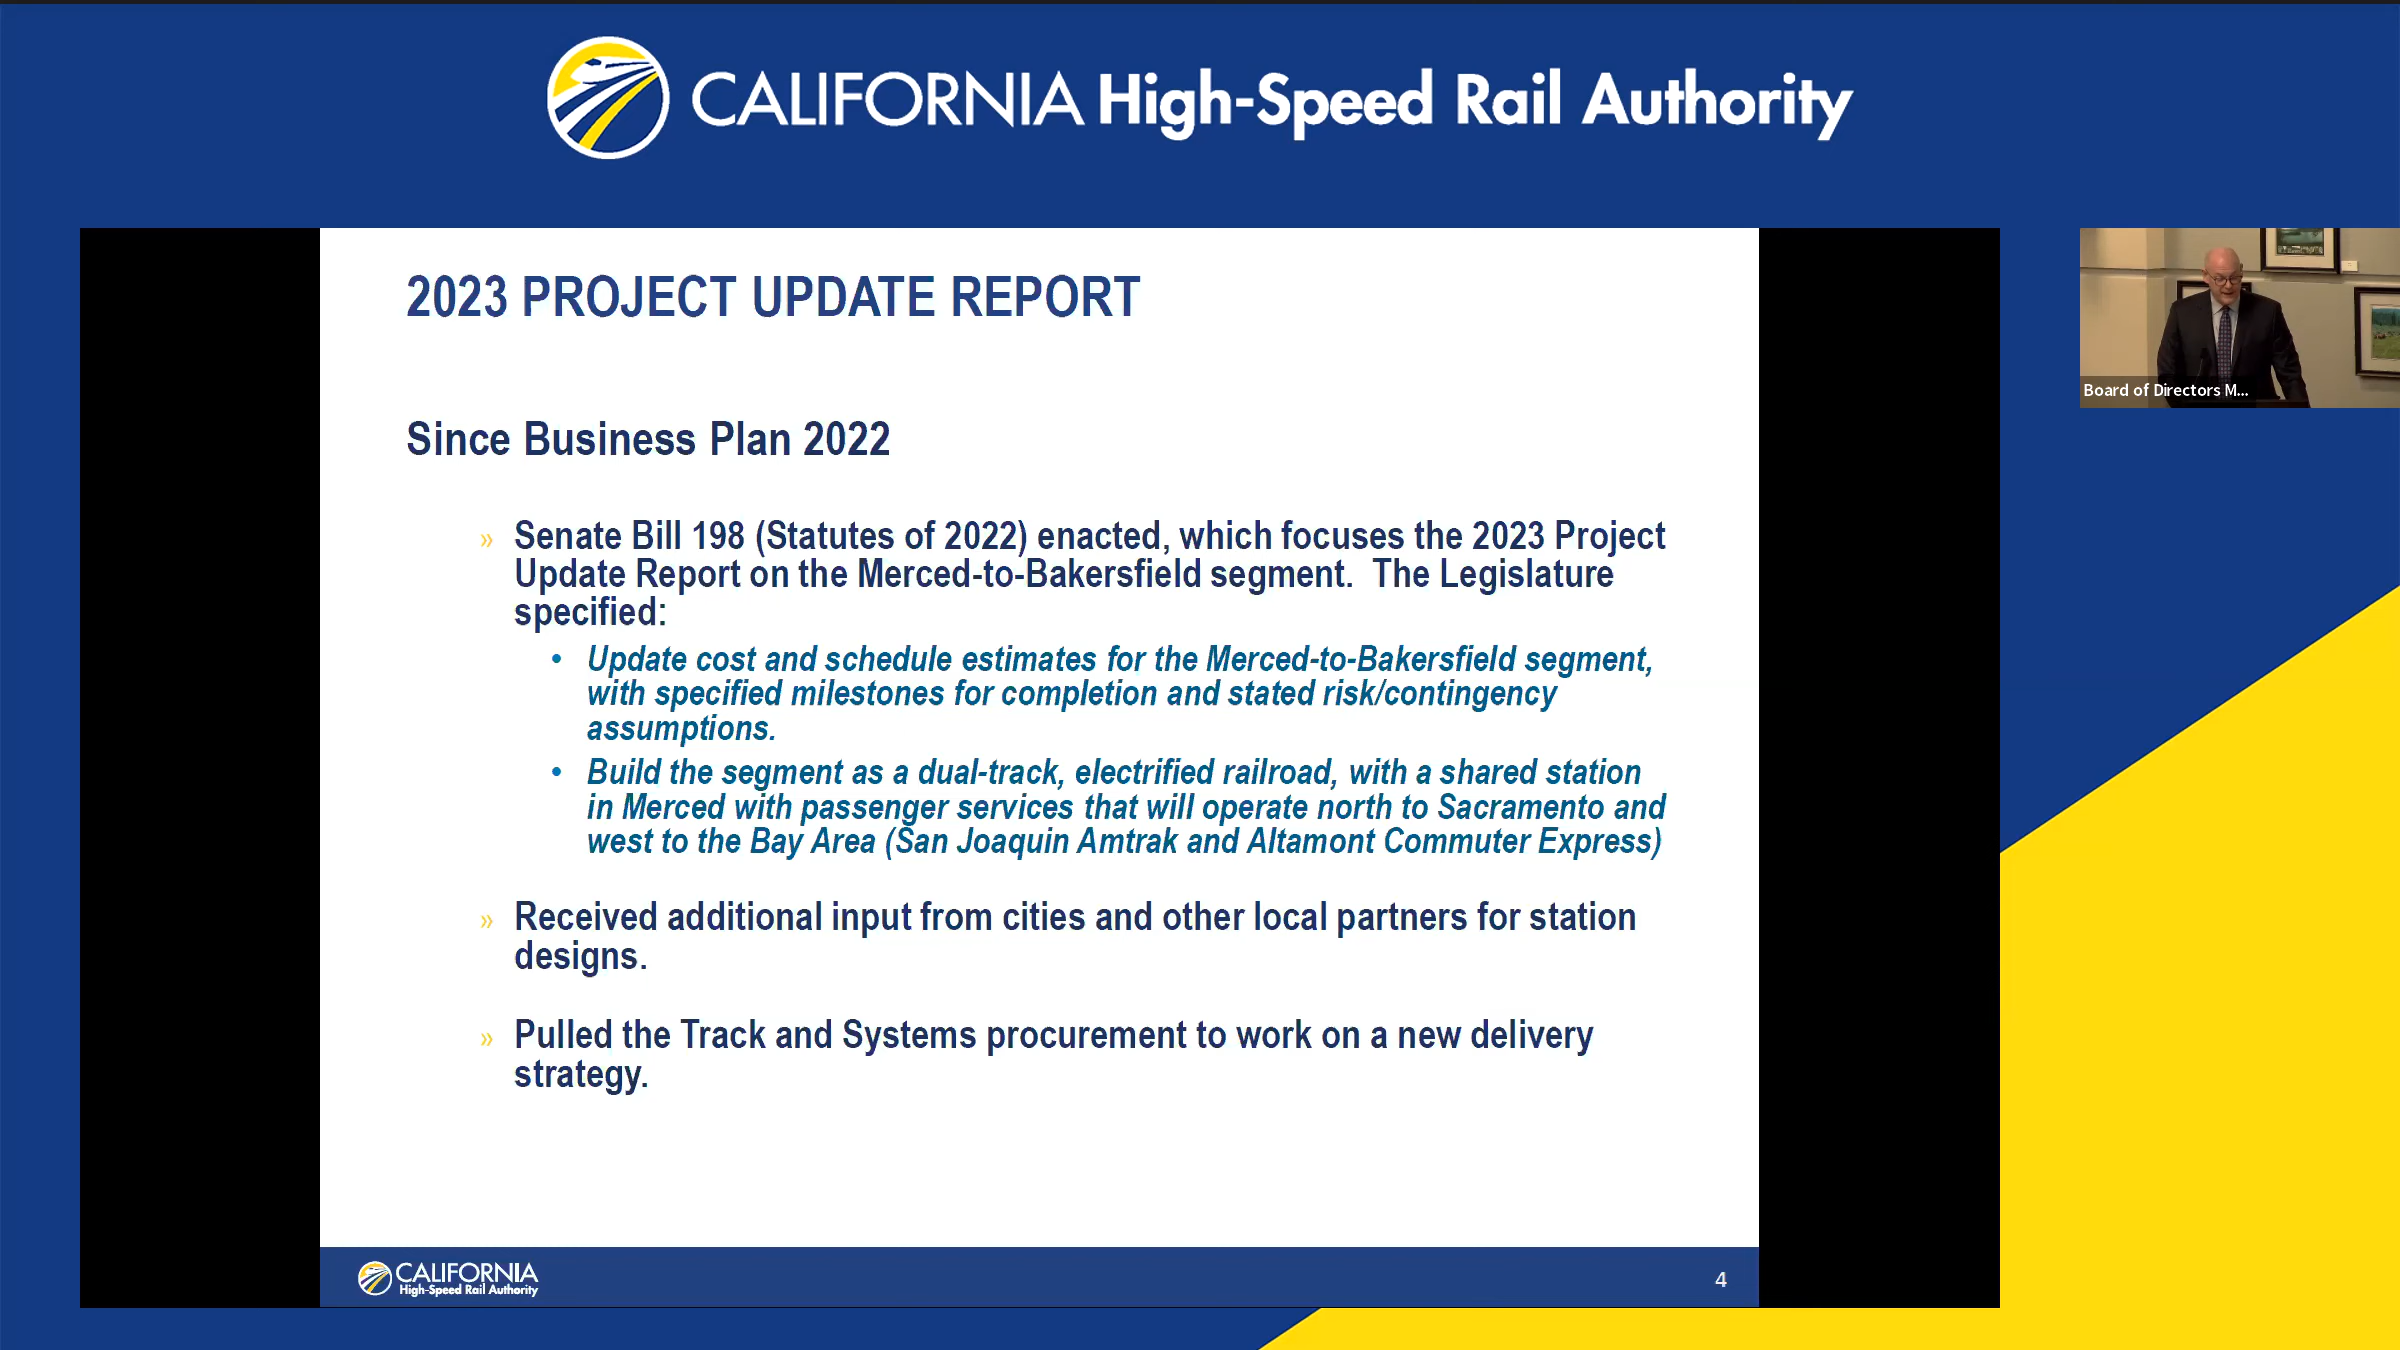 CALIFORNIA High-Speed Rail Authority
2023 PROJECT UPDATE REPORT
Since Business Plan 2022
» Senate Bill 198 (Statutes of 2022) enacted, which focuses the 2023 Project
Update Report on the Merced-to-Bakersfield segment.  The Legislature
specified:
• Update cost and schedule estimates for the Merced-to-Bakersfield segment,
with specified milestones for completion and stated risk/contingency
assumptions.
• Build the segment as a dual-track, electrified railroad, with a shared station
in Merced with passenger services that will operate north to Sacramento and
west to the Bay Area (San Joaquin Amtrak and Altamont Commuter Express)
» Received additional input from cities and other local partners for station
designs.
» Pulled the Track and Systems procurement to work on a new delivery
strategy.
CALIFORNIA
High-Speed Rail Authority
4
Board of Directors M...